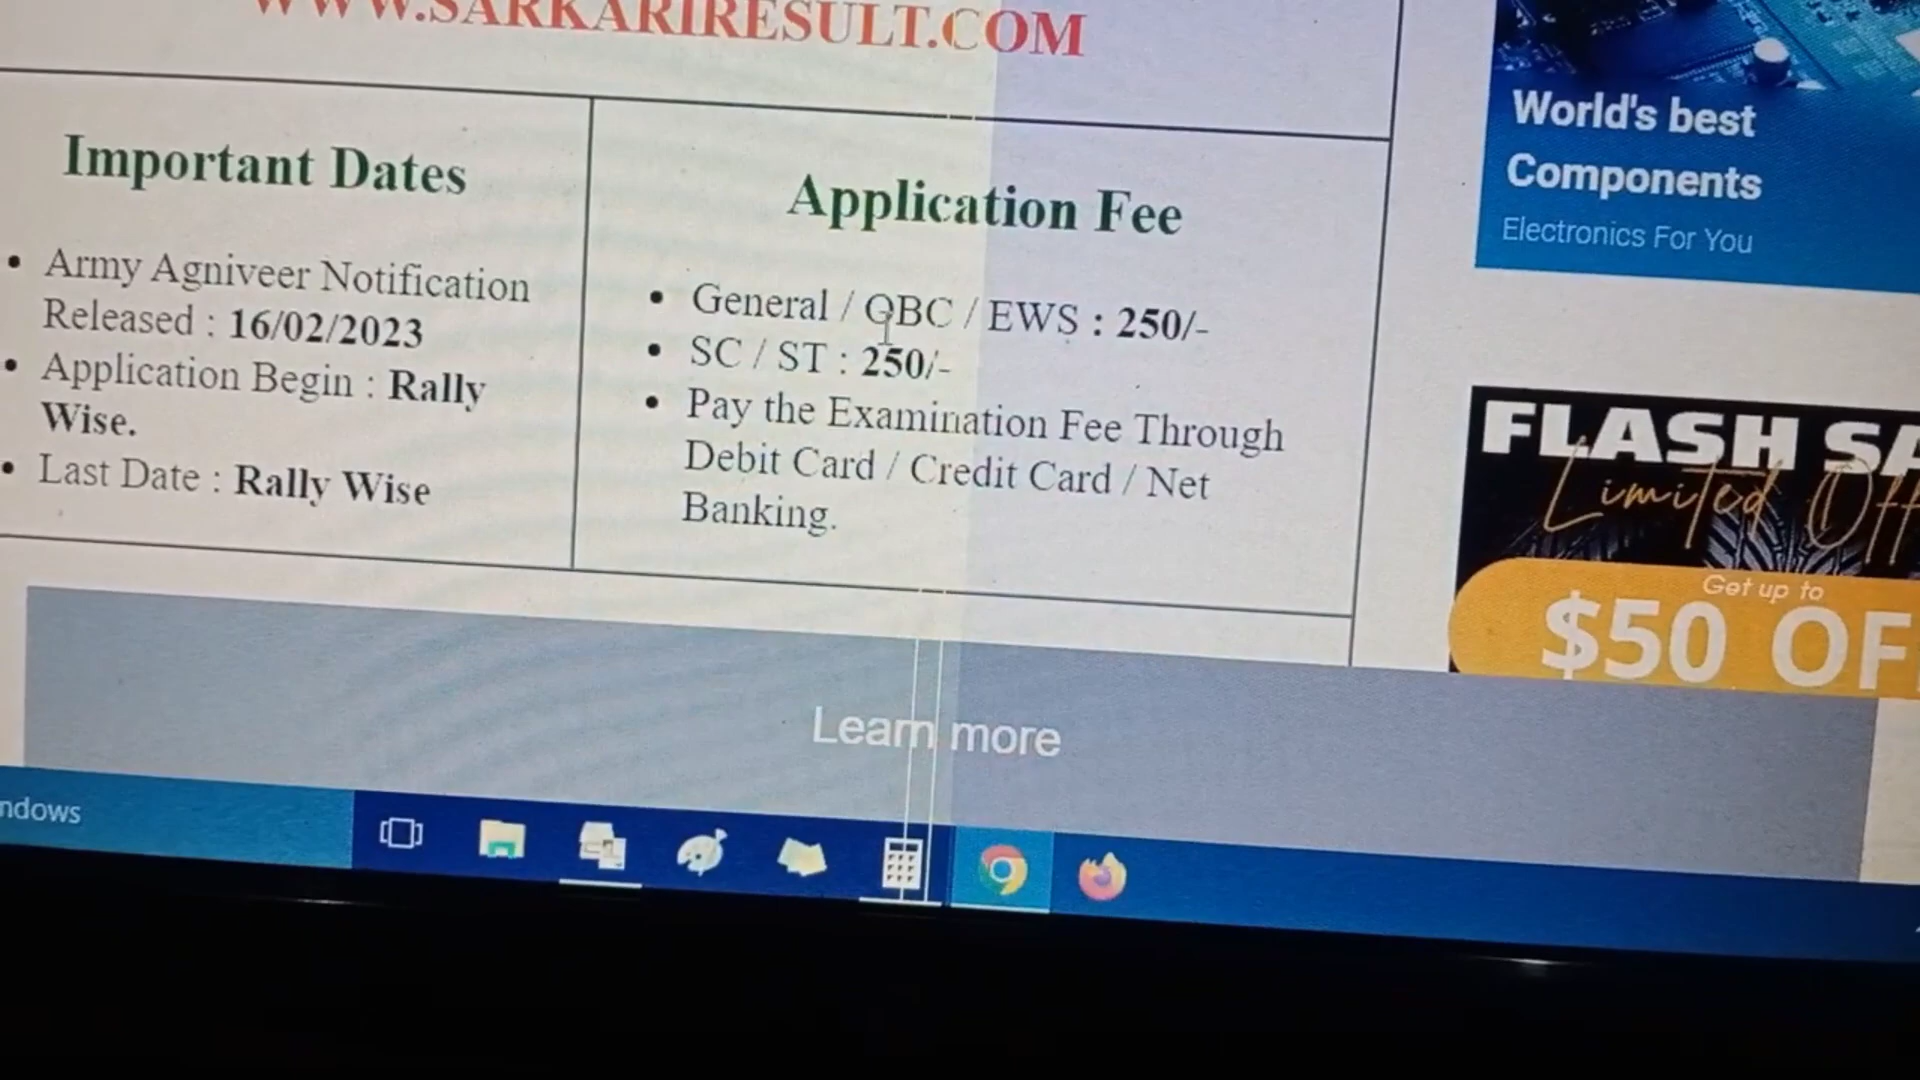 WWW.SARKARIRESULT.COM
Important Dates
Army Agniveer Notification
Released : 16/02/2023
Application Begin : Rally
Wise.
Last Date : Rally Wise
Application Fee
General / OBC / EWS : 250/-
SC / ST : 250/-
Pay the Examination Fee Through
Debit Card / Credit Card / Net
Banking.
World's best
Components
Electronics For You
FLASH SA
Limited Off
Get up to
$50 OF
Learn more
ndows